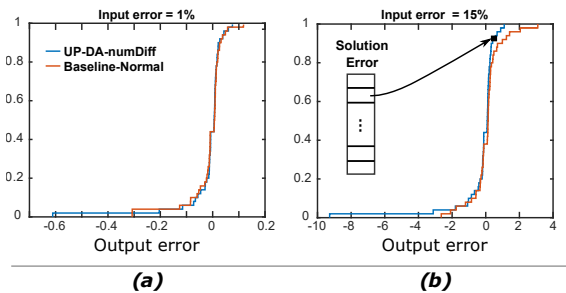 Input error = 1%
1
0.8
0.6
0.4
0.2
0
UP-DA-numDiff
Baseline-Normal
-0.6 -0.4 -0.2 0 0.2
Output error
(a)
Input error = 15%
1
0.8
0.6
0.4
0.2
0
Solution
Error
-10 -8 -6 -4 -2 0 2 4
Output error
(b)